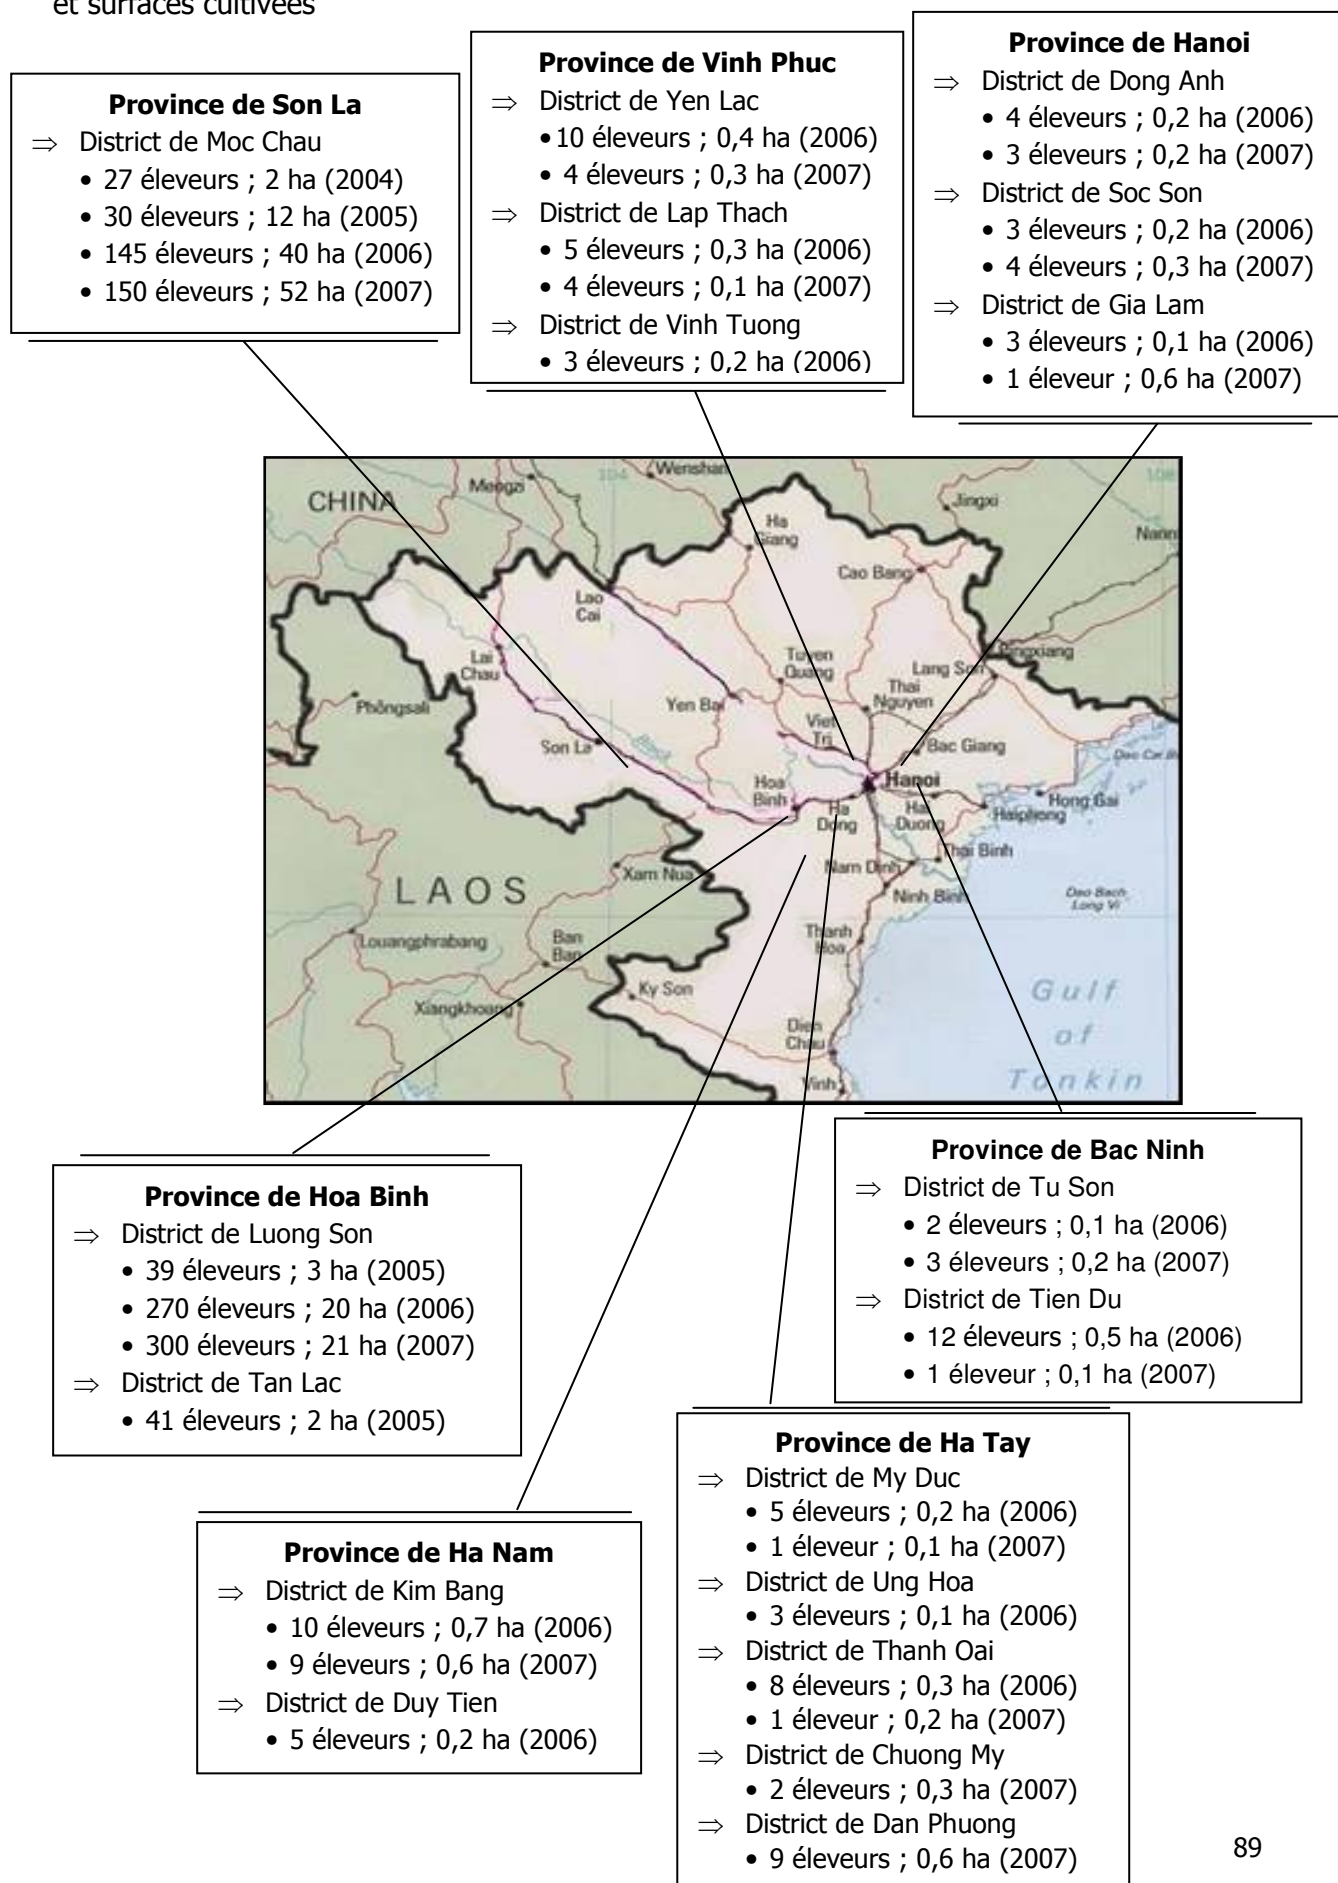 et surfaces cultivées
Province de Son La
⇒ District de Moc Chau
• 27 éleveurs ; 2 ha (2004)
• 30 éleveurs ; 12 ha (2005)
• 145 éleveurs ; 40 ha (2006)
• 150 éleveurs ; 52 ha (2007)
Province de Vinh Phuc
⇒ District de Yen Lac
•10 éleveurs ; 0,4 ha (2006)
• 4 éleveurs ; 0,3 ha (2007)
⇒ District de Lap Thach
• 5 éleveurs ; 0,3 ha (2006)
• 4 éleveurs ; 0,1 ha (2007)
⇒ District de Vinh Tuong
• 3 éleveurs ; 0,2 ha (2006)
Province de Hanoi
⇒ District de Dong Anh
• 4 éleveurs ; 0,2 ha (2006)
• 3 éleveurs ; 0,2 ha (2007)
⇒ District de Soc Son
• 3 éleveurs ; 0,2 ha (2006)
• 4 éleveurs ; 0,3 ha (2007)
⇒ District de Gia Lam
• 3 éleveurs ; 0,1 ha (2006)
• 1 éleveur ; 0,6 ha (2007)
104
Wenshan
108
CHINA
Mengzi
Jingxi
Ha
Giang
Cao Bang
Lao
Cai
Lai
Chau
Tuyen
Quang
Lang Son
Thai
Nguyen
Phôngsali
Yen Bai
Viet
Tri
Son La
Bac Giang
Hanoi
Hoa
Binh
Ha
Dong
Hai
Duong
Haiphong
Hong Gai
Thai Binh
Nam Dinh
Ninh Binh
Xam Nua
LAOS
Dao Bach
Long Vi
Louangphrabang
Ban
Ban
Thanh
Hoa
Ky Son
Xiangkhoang
Gulf
of
Tonkin
Dien
Chau
Vinh
Province de Hoa Binh
⇒ District de Luong Son
• 39 éleveurs ; 3 ha (2005)
• 270 éleveurs ; 20 ha (2006)
• 300 éleveurs ; 21 ha (2007)
⇒ District de Tan Lac
• 41 éleveurs ; 2 ha (2005)
Province de Bac Ninh
⇒ District de Tu Son
• 2 éleveurs ; 0,1 ha (2006)
• 3 éleveurs ; 0,2 ha (2007)
⇒ District de Tien Du
• 12 éleveurs ; 0,5 ha (2006)
• 1 éleveur ; 0,1 ha (2007)
Province de Ha Nam
⇒ District de Kim Bang
• 10 éleveurs ; 0,7 ha (2006)
• 9 éleveurs ; 0,6 ha (2007)
⇒ District de Duy Tien
• 5 éleveurs ; 0,2 ha (2006)
Province de Ha Tay
⇒ District de My Duc
• 5 éleveurs ; 0,2 ha (2006)
• 1 éleveur ; 0,1 ha (2007)
⇒ District de Ung Hoa
• 3 éleveurs ; 0,1 ha (2006)
⇒ District de Thanh Oai
• 8 éleveurs ; 0,3 ha (2006)
• 1 éleveur ; 0,2 ha (2007)
⇒ District de Chuong My
• 2 éleveurs ; 0,3 ha (2007)
⇒ District de Dan Phuong
• 9 éleveurs ; 0,6 ha (2007)
89